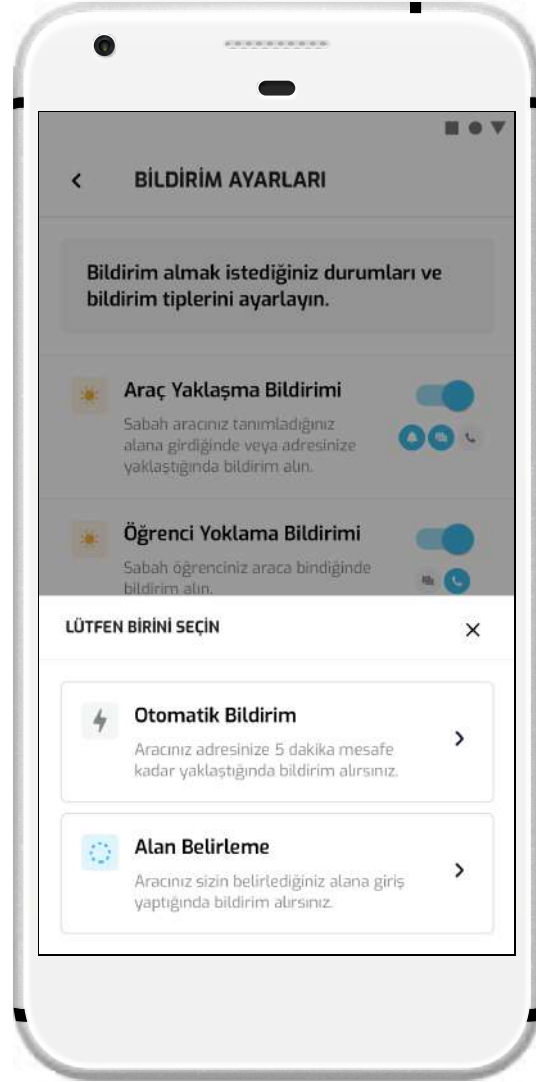 BİLDİRİM AYARLARI
Bildirim almak istediğiniz durumları ve
bildirim tiplerini ayarlayın.
Araç Yaklaşma Bildirimi
Sabah aracınız tanımladığınız
alana girdiğinde veya adresinize
yaklaştığında bildirim alın.
Öğrenci Yoklama Bildirimi
Sabah öğrenciniz araca bindiğinde
bildirim alın.
LÜTFEN BİRİNİ SEÇİN
Otomatik Bildirim
Aracınız adresinize 5 dakika mesafe
kadar yaklaştığında bildirim alırsınız.
Alan Belirleme
Aracınız sizin belirlediğiniz alana giriş
yaptığında bildirim alırsınız.